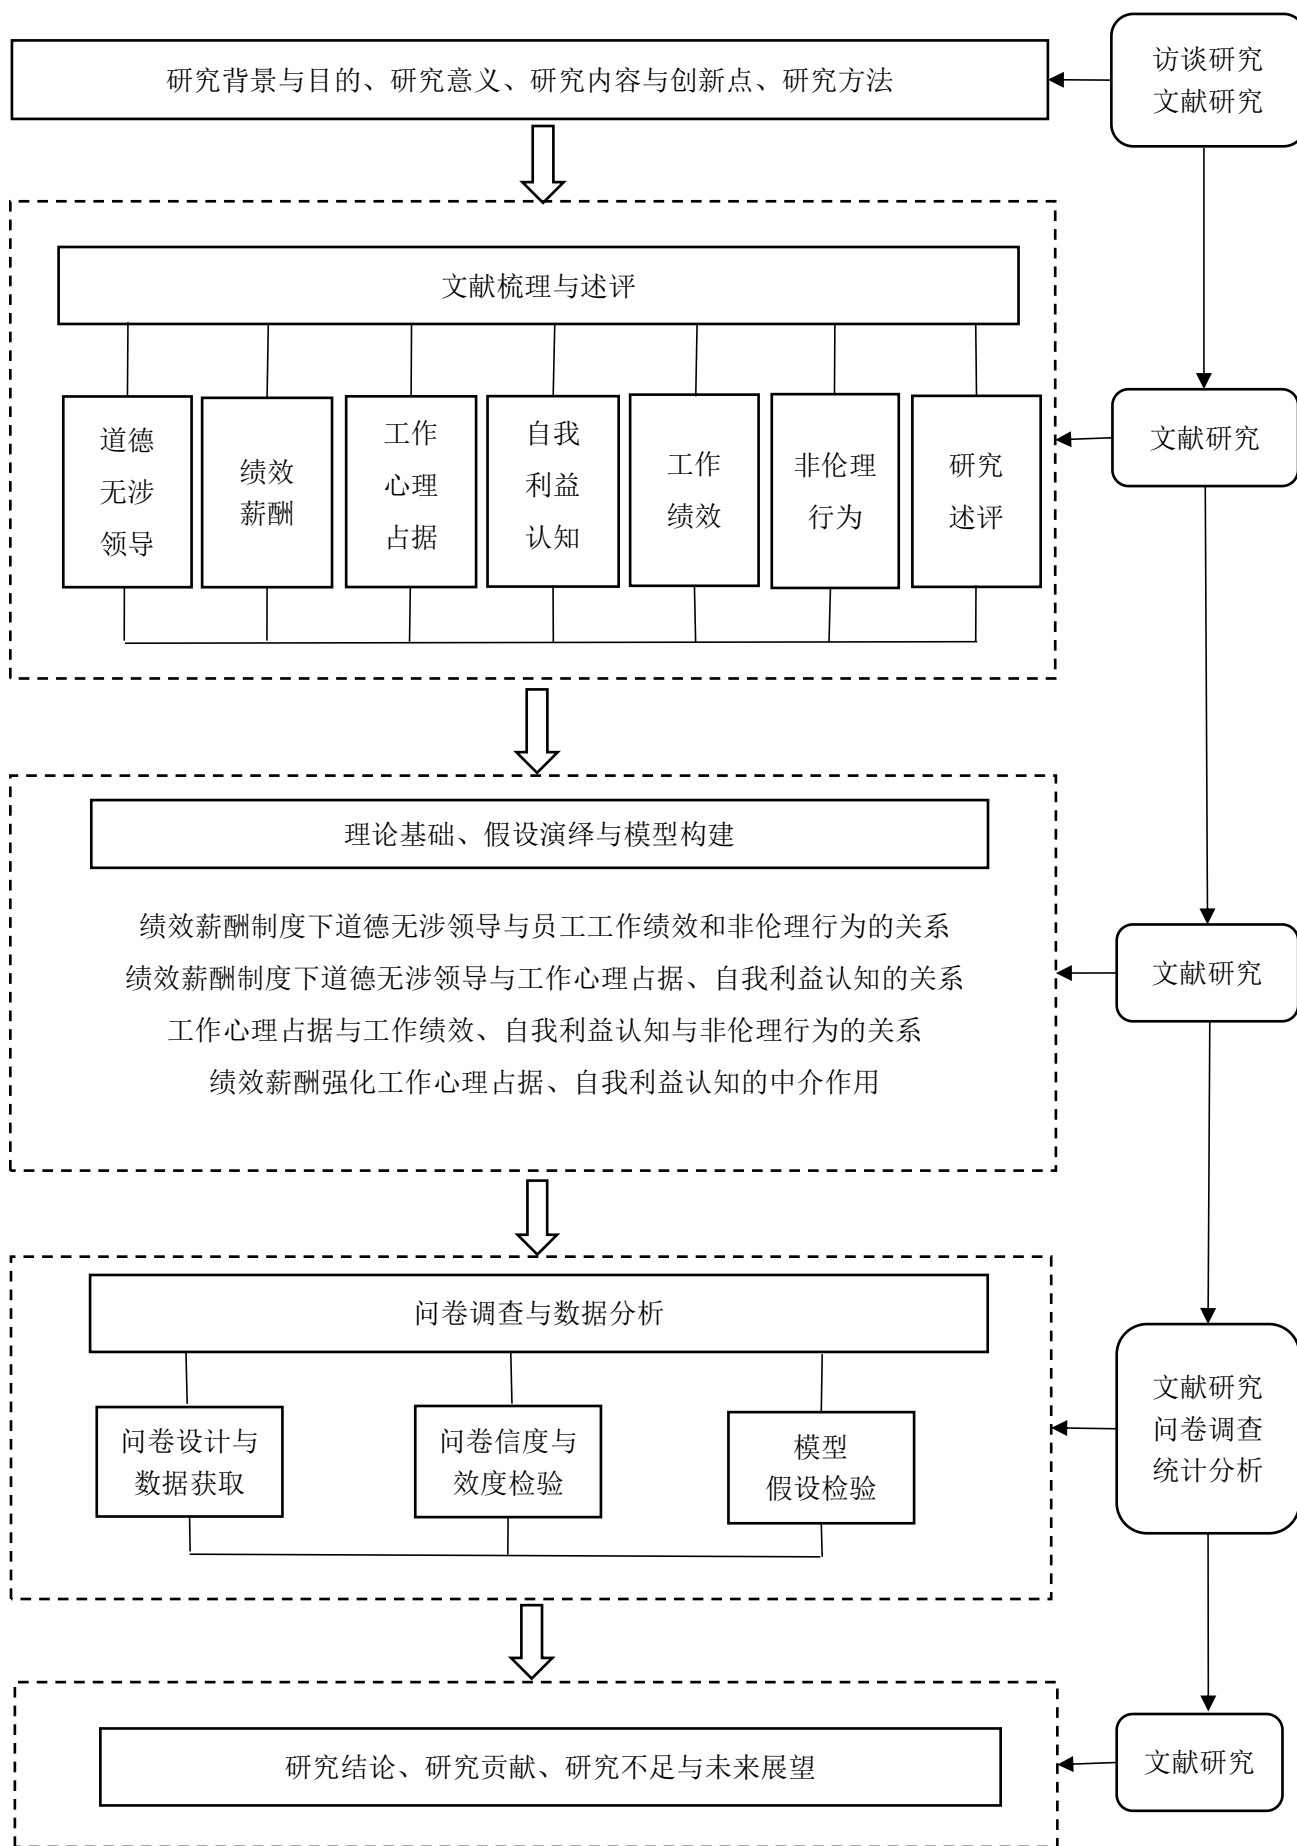 研究背景与目的、研究意义、研究内容与创新点、研究方法
访谈研究
文献研究
文献梳理与述评
道德
无涉
领导
绩效
薪酬
工作
心理
占据
自我
利益
认知
工作
绩效
非伦理
行为
研究
述评
文献研究
理论基础、假设演绎与模型构建
绩效薪酬制度下道德无涉领导与员工工作绩效和非伦理行为的关系
绩效薪酬制度下道德无涉领导与工作心理占据、自我利益认知的关系
工作心理占据与工作绩效、自我利益认知与非伦理行为的关系
绩效薪酬强化工作心理占据、自我利益认知的中介作用
文献研究
问卷调查与数据分析
问卷设计与
数据获取
问卷信度与
效度检验
模型
假设检验
文献研究
问卷调查
统计分析
研究结论、研究贡献、研究不足与未来展望
文献研究